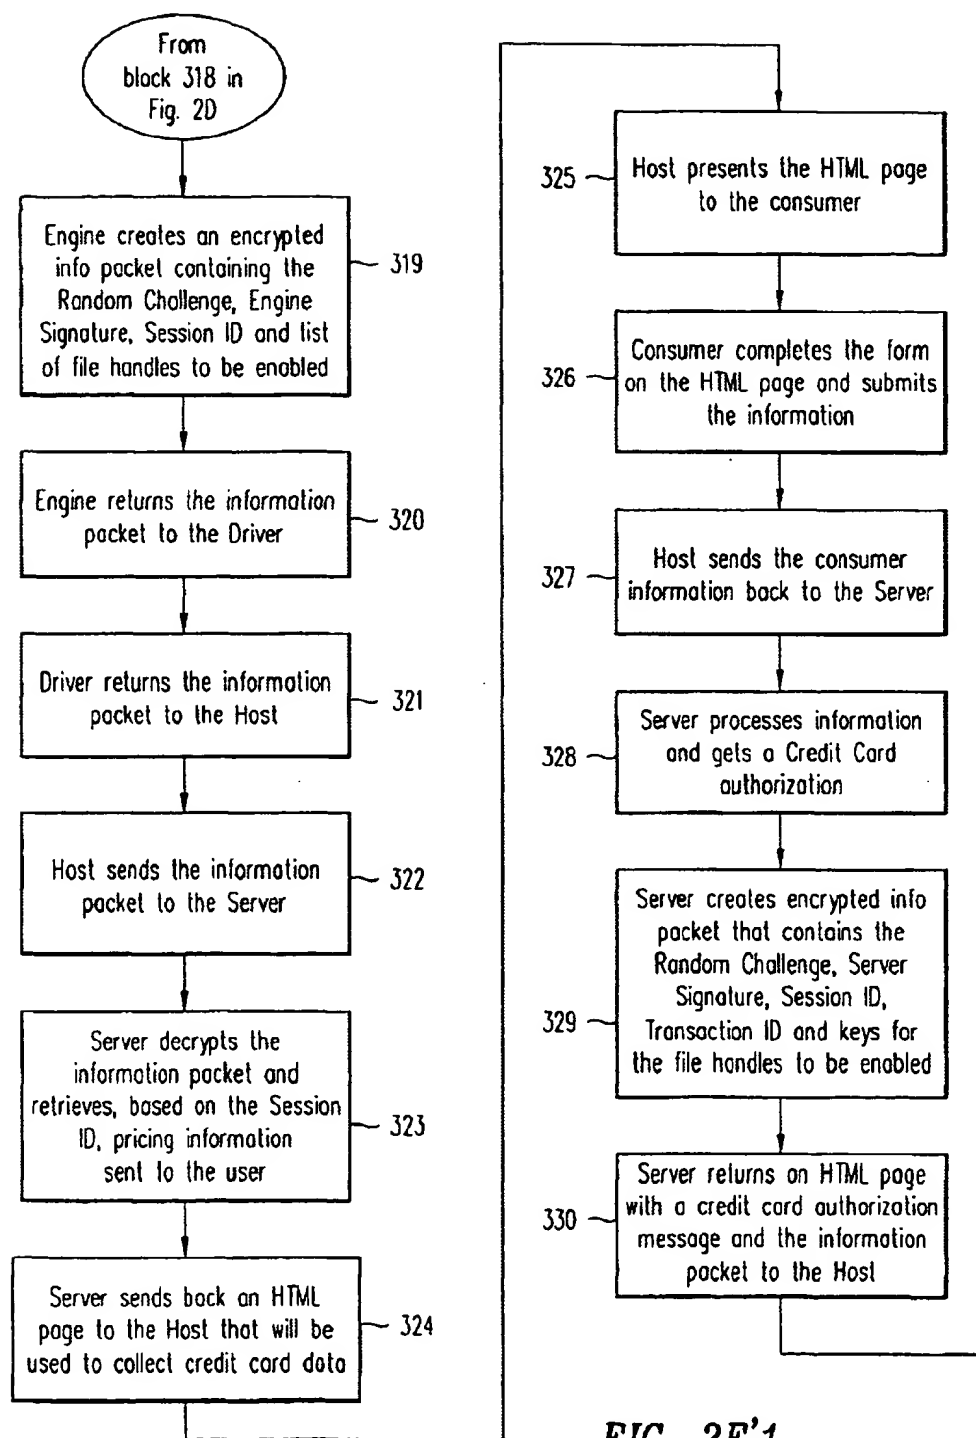 From
block 318 in
Fig. 2D
Engine creates an encrypted
info packet containing the
Random Challenge, Engine
Signature, Session ID and list
of file handles to be enabled
319
Engine returns the information
packet to the Driver
320
Driver returns the information
packet to the Host
321
Host sends the information
packet to the Server
322
Server decrypts the
information packet and
retrieves, based on the Session
ID, pricing information
sent to the user
323
Server sends back an HTML
page to the Host that will be
used to collect credit card data
324
325
Host presents the HTML page
to the consumer
326
Consumer completes the form
on the HTML page and submits
the information
327
Host sends the consumer
information back to the Server
328
Server processes information
and gets a Credit Card
authorization
329
Server creates encrypted info
packet that contains the
Random Challenge, Server
Signature, Session ID,
Transaction ID and keys for
the file handles to be enabled
330
Server returns an HTML page
with a credit card authorization
message and the information
packet to the Host